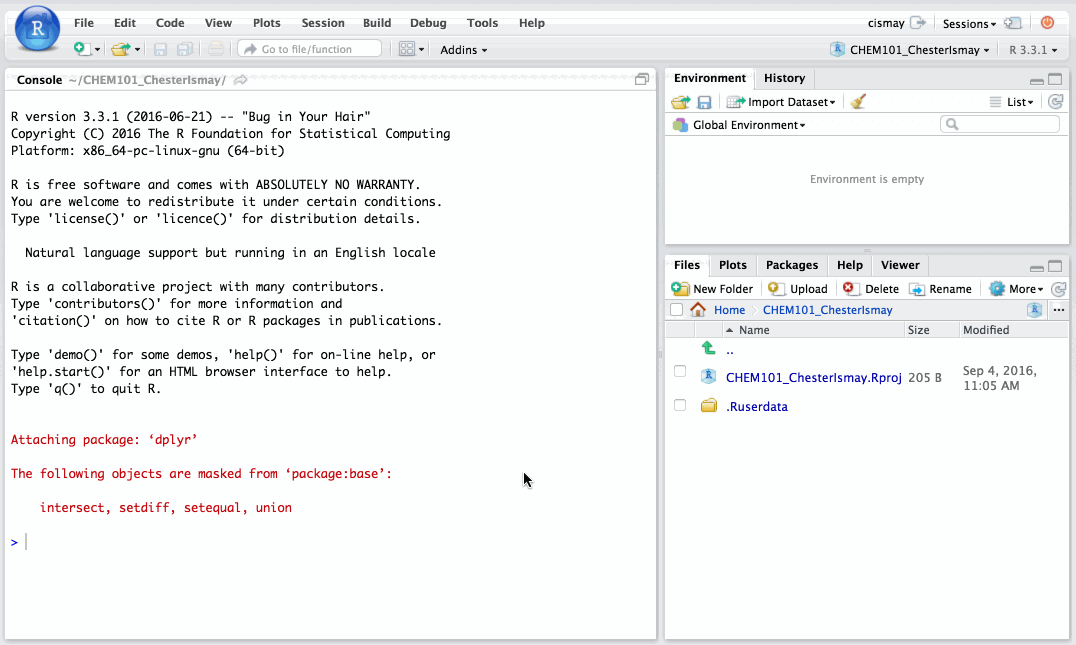 File Edit Code View Plots Session Build Debug Tools Help
cismay Sessions
Go to file/function Addins
CHEM101_ChesterIsmay R 3.3.1
Console ~/CHEM101_ChesterIsmay/
R version 3.3.1 (2016-06-21) -- "Bug in Your Hair"
Copyright (C) 2016 The R Foundation for Statistical Computing
Platform: x86_64-pc-linux-gnu (64-bit)
R is free software and comes with ABSOLUTELY NO WARRANTY.
You are welcome to redistribute it under certain conditions.
Type 'license()' or 'licence()' for distribution details.
Natural language support but running in an English locale
R is a collaborative project with many contributors.
Type 'contributors()' for more information and
'citation()' on how to cite R or R packages in publications.
Type 'demo()' for some demos, 'help()' for on-line help, or
'help.start()' for an HTML browser interface to help.
Type 'q()' to quit R.
Attaching package: ‘dplyr’
The following objects are masked from ‘package:base’:
intersect, setdiff, setequal, union
>
Environment History
Import Dataset List
Global Environment
Environment is empty
Files Plots Packages Help Viewer
New Folder Upload Delete Rename More
Home CHEM101_ChesterIsmay ...
Name Size Modified
..
CHEM101_ChesterIsmay.Rproj 205 B Sep 4, 2016,
11:05 AM
.Ruserdata
R